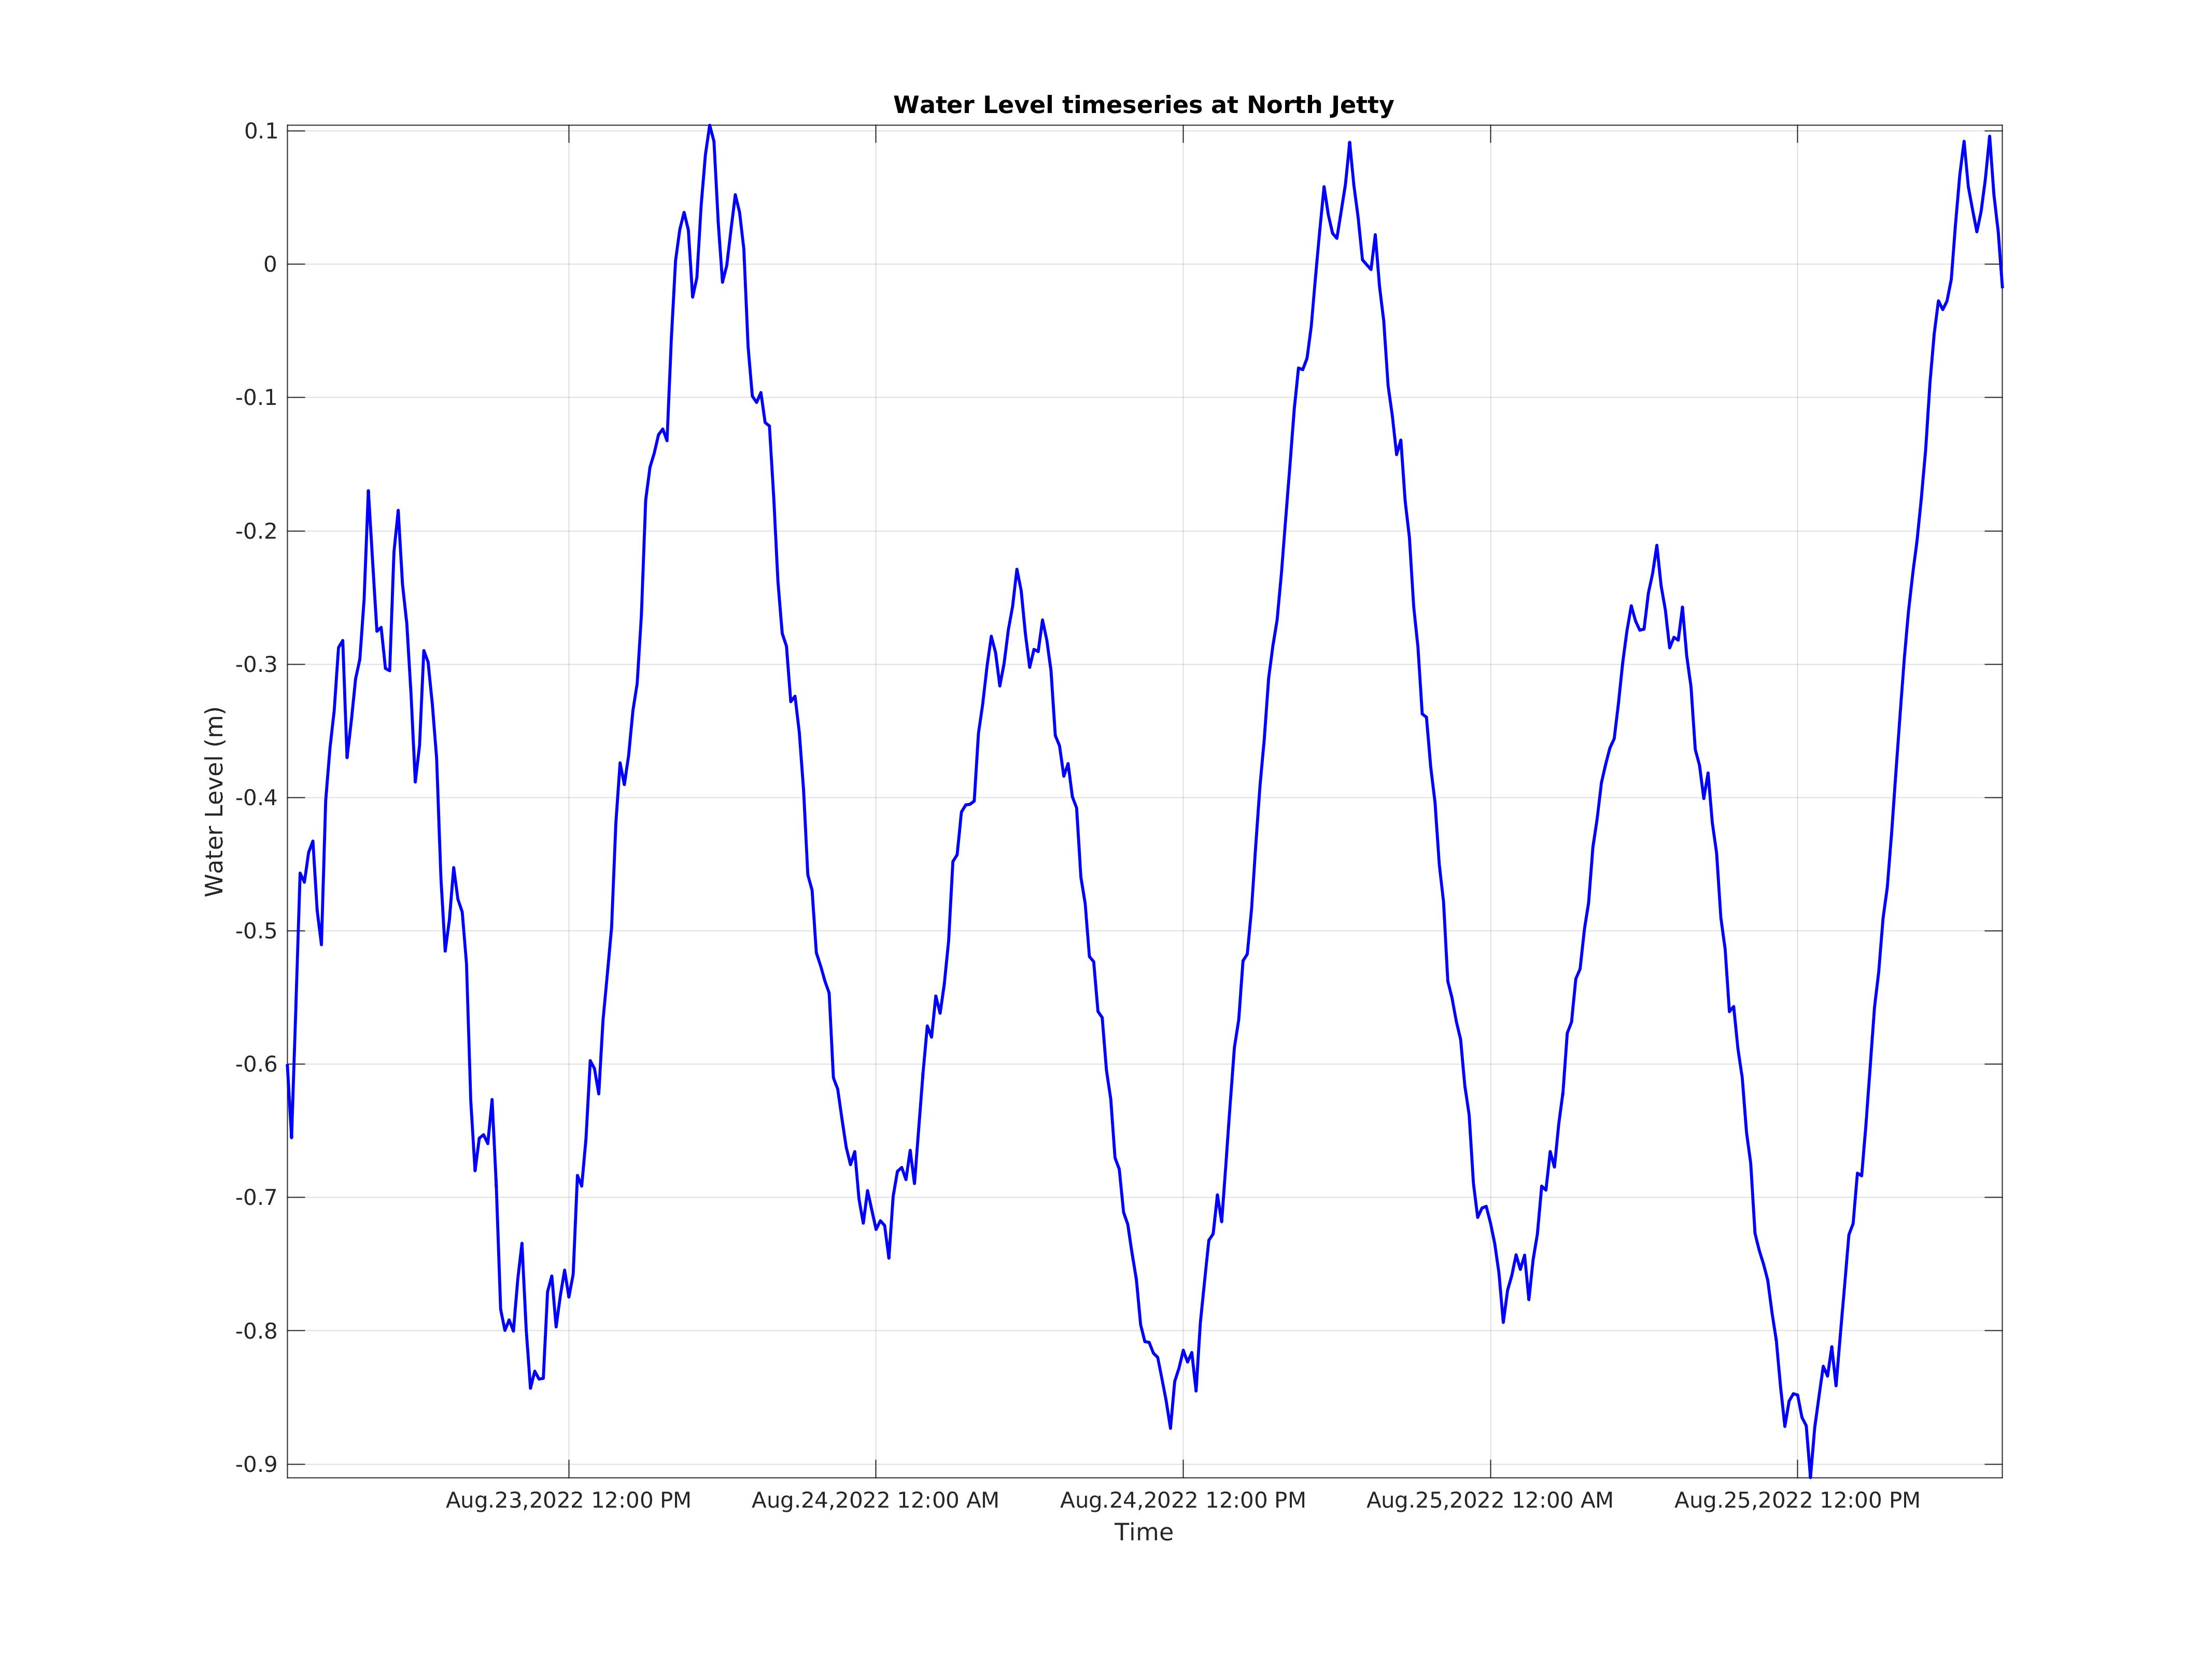 Water Level timeseries at North Jetty
0.1
0
-0.1
-0.2
-0.3
-0.4
-0.5
-0.6
-0.7
-0.8
-0.9
Water Level (m)
Aug.23,2022 12:00 PM
Aug.24,2022 12:00 AM
Aug.24,2022 12:00 PM
Aug.25,2022 12:00 AM
Aug.25,2022 12:00 PM
Time